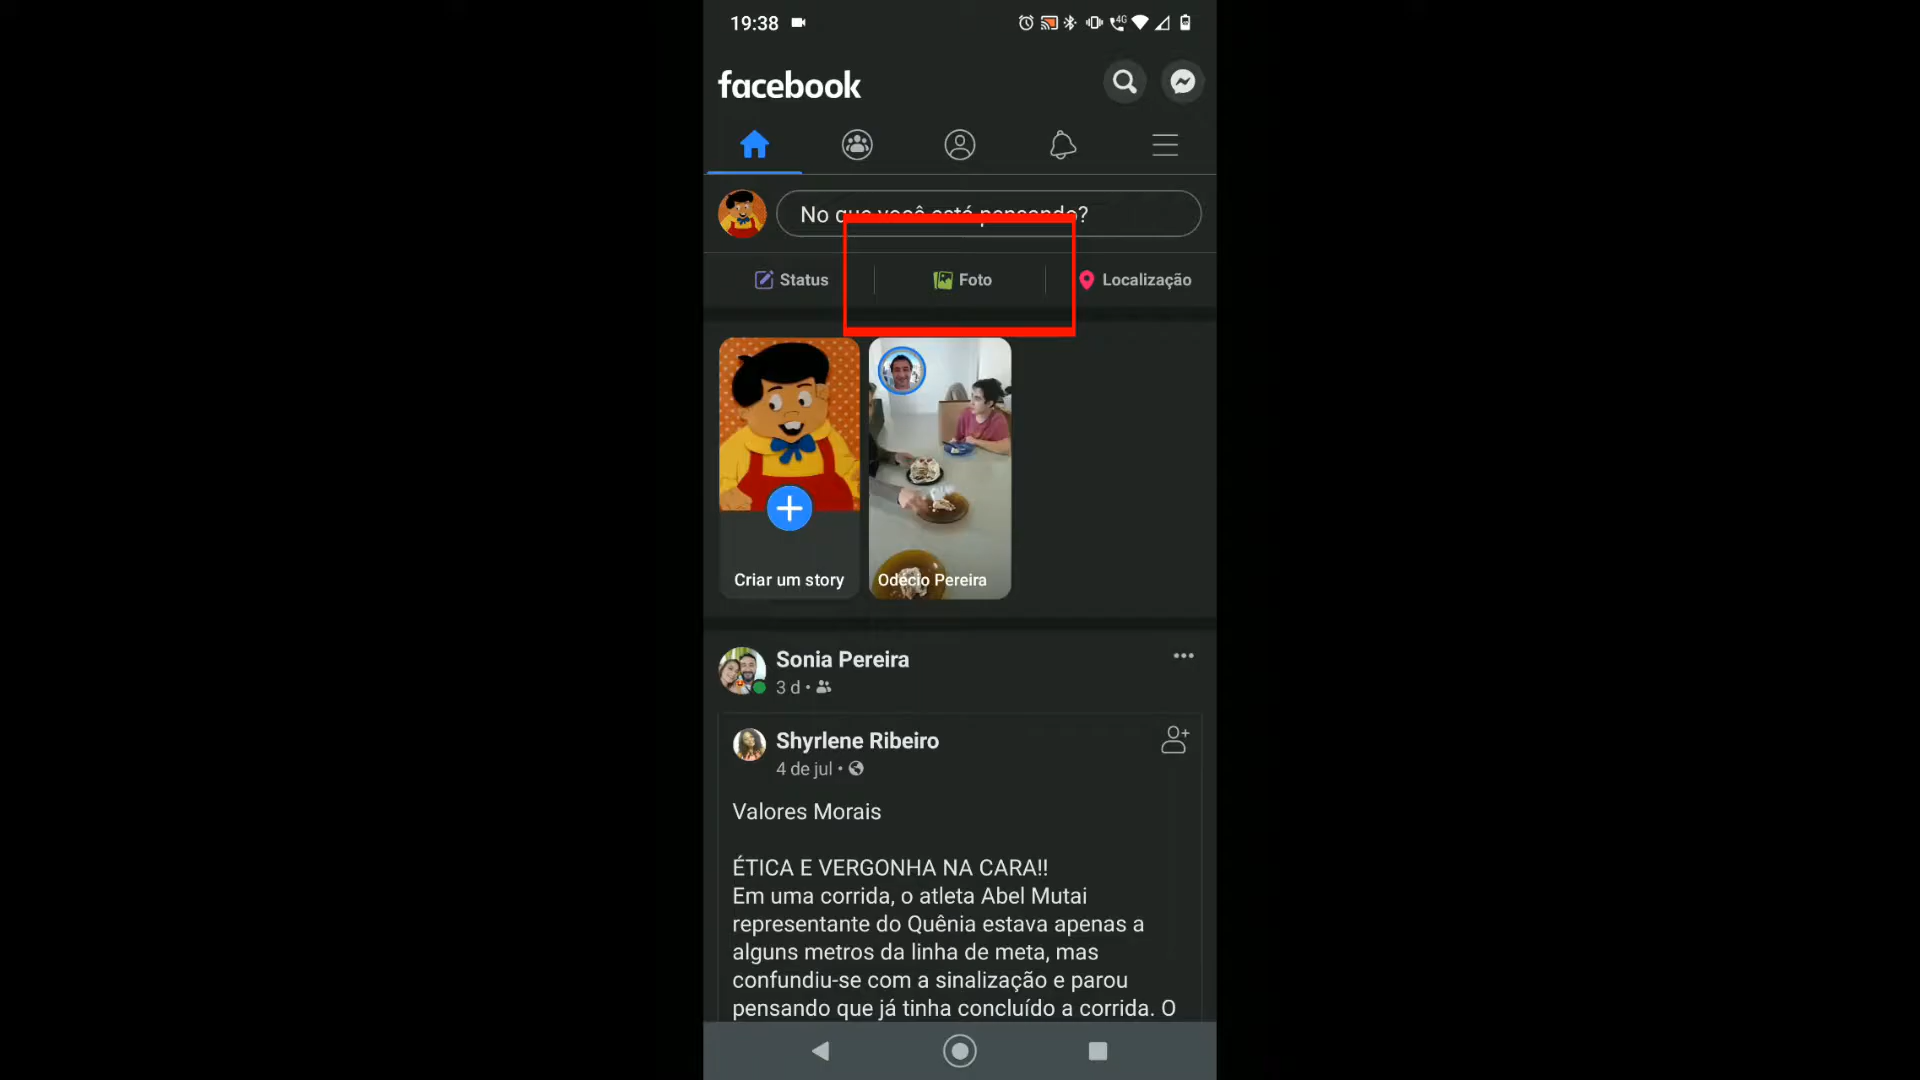 19:38
4G
facebook
No que você está pensando?
Status
Foto
Localização
Criar um story
Odécio Pereira
Sonia Pereira
3 d
Shyrlene Ribeiro
4 de jul
Valores Morais
ÉTICA E VERGONHA NA CARA!!
Em uma corrida, o atleta Abel Mutai
representante do Quênia estava apenas a
alguns metros da linha de meta, mas
confundiu-se com a sinalização e parou
pensando que já tinha concluído a corrida. O